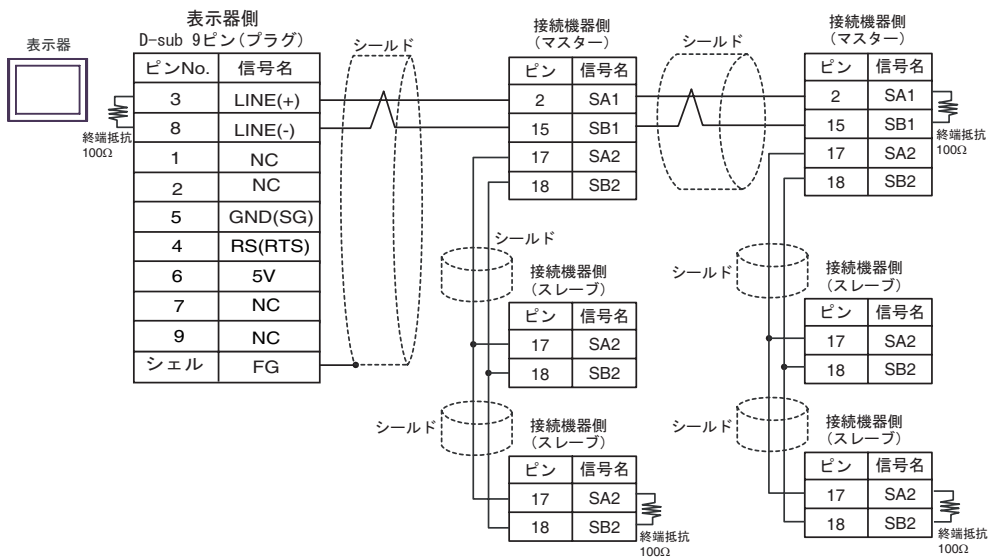 表示器
表示器側
D-sub 9ピン(プラグ)
ピンNo. 信号名
3 LINE(+)
8 LINE(-)
1 NC
2 NC
5 GND(SG)
4 RS(RTS)
6 5V
7 NC
9 NC
シェル FG
終端抵抗
100Ω
シールド
接続機器側
(マスター)
ピン 信号名
2 SA1
15 SB1
17 SA2
18 SB2
シールド
接続機器側
(マスター)
ピン 信号名
2 SA1
15 SB1
17 SA2
18 SB2
終端抵抗
100Ω
シールド
接続機器側
(スレーブ)
ピン 信号名
17 SA2
18 SB2
シールド
接続機器側
(スレーブ)
ピン 信号名
17 SA2
18 SB2
シールド
接続機器側
(スレーブ)
ピン 信号名
17 SA2
18 SB2
終端抵抗
100Ω
シールド
接続機器側
(スレーブ)
ピン 信号名
17 SA2
18 SB2
終端抵抗
100Ω